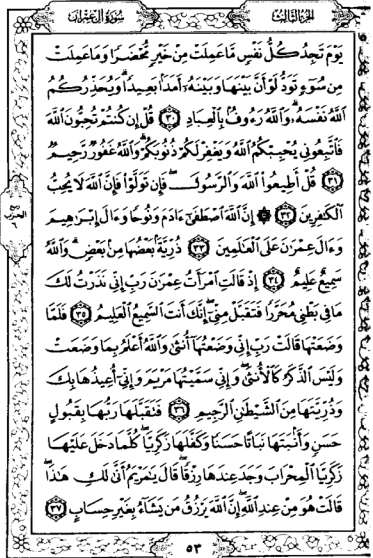 الجزء الثالث
سورة آل عمران
يَوْمَ تَجِدُ كُلُّ نَفْسٍ مَّا عَمِلَتْ مِنْ خَيْرٍ مُّحْضَرًا وَمَا عَمِلَتْ
مِن سُوٓءٍ تَوَدُّ لَوْ أَنَّ بَيْنَهَا وَبَيْنَهُۥٓ أَمَدَۢا بَعِيدًا ۗ وَيُحَذِّرُكُمُ
ٱللَّهُ نَفْسَهُۥ ۗ وَٱللَّهُ رَءُوفٌۢ بِٱلْعِبَادِ ٣٠ قُلْ إِن كُنتُمْ تُحِبُّونَ ٱللَّهَ
فَٱتَّبِعُونِى يُحْبِبْكُمُ ٱللَّهُ وَيَغْفِرْ لَكُمْ ذُنُوبَكُمْ ۗ وَٱللَّهُ غَفُورٌ رَّحِيمٌ
٣١ قُلْ أَطِيعُوا۟ ٱللَّهَ وَٱلرَّسُولَ ۖ فَإِن تَوَلَّوْا۟ فَإِنَّ ٱللَّهَ لَا يُحِبُّ
ٱلْكَٰفِرِينَ ٣٢ ۞ إِنَّ ٱللَّهَ ٱصْطَفَىٰٓ ءَادَمَ وَنُوحًا وَءَالَ إِبْرَٰهِيمَ
وَءَالَ عِمْرَٰنَ عَلَى ٱلْعَٰلَمِينَ ٣٣ ذُرِّيَّةَۢ بَعْضُهَا مِنۢ بَعْضٍ ۗ وَٱللَّهُ
سَمِيعٌ عَلِيمٌ ٣٤ إِذْ قَالَتِ ٱمْرَأَتُ عِمْرَٰنَ رَبِّ إِنِّى نَذَرْتُ لَكَ
مَا فِى بَطْنِى مُحَرَّرًا فَتَقَبَّلْ مِنِّىٓ ۖ إِنَّكَ أَنتَ ٱلسَّمِيعُ ٱلْعَلِيمُ ٣٥ فَلَمَّا
وَضَعَتْهَا قَالَتْ رَبِّ إِنِّى وَضَعْتُهَآ أُنثَىٰ وَٱللَّهُ أَعْلَمُ بِمَا وَضَعَتْ
وَلَيْسَ ٱلذَّكَرُ كَٱلْأُنثَىٰ ۖ وَإِنِّى سَمَّيْتُهَا مَرْيَمَ وَإِنِّىٓ أُعِيذُهَا بِكَ
وَذُرِّيَّتَهَا مِنَ ٱلشَّيْطَٰنِ ٱلرَّجِيمِ ٣٦ فَتَقَبَّلَهَا رَبُّهَا بِقَبُولٍ
حَسَنٍ وَأَنۢبَتَهَا نَبَاتًا حَسَنًا وَكَفَّلَهَا زَكَرِيَّا ۖ كُلَّمَا دَخَلَ عَلَيْهَا
زَكَرِيَّا ٱلْمِحْرَابَ وَجَدَ عِندَهَا رِزْقًا ۖ قَالَ يَٰمَرْيَمُ أَنَّىٰ لَكِ هَٰذَا ۖ
قَالَتْ هُوَ مِنْ عِندِ ٱللَّهِ ۖ إِنَّ ٱللَّهَ يَرْزُقُ مَن يَشَآءُ بِغَيْرِ حِسَابٍ ٣٧
٥٣